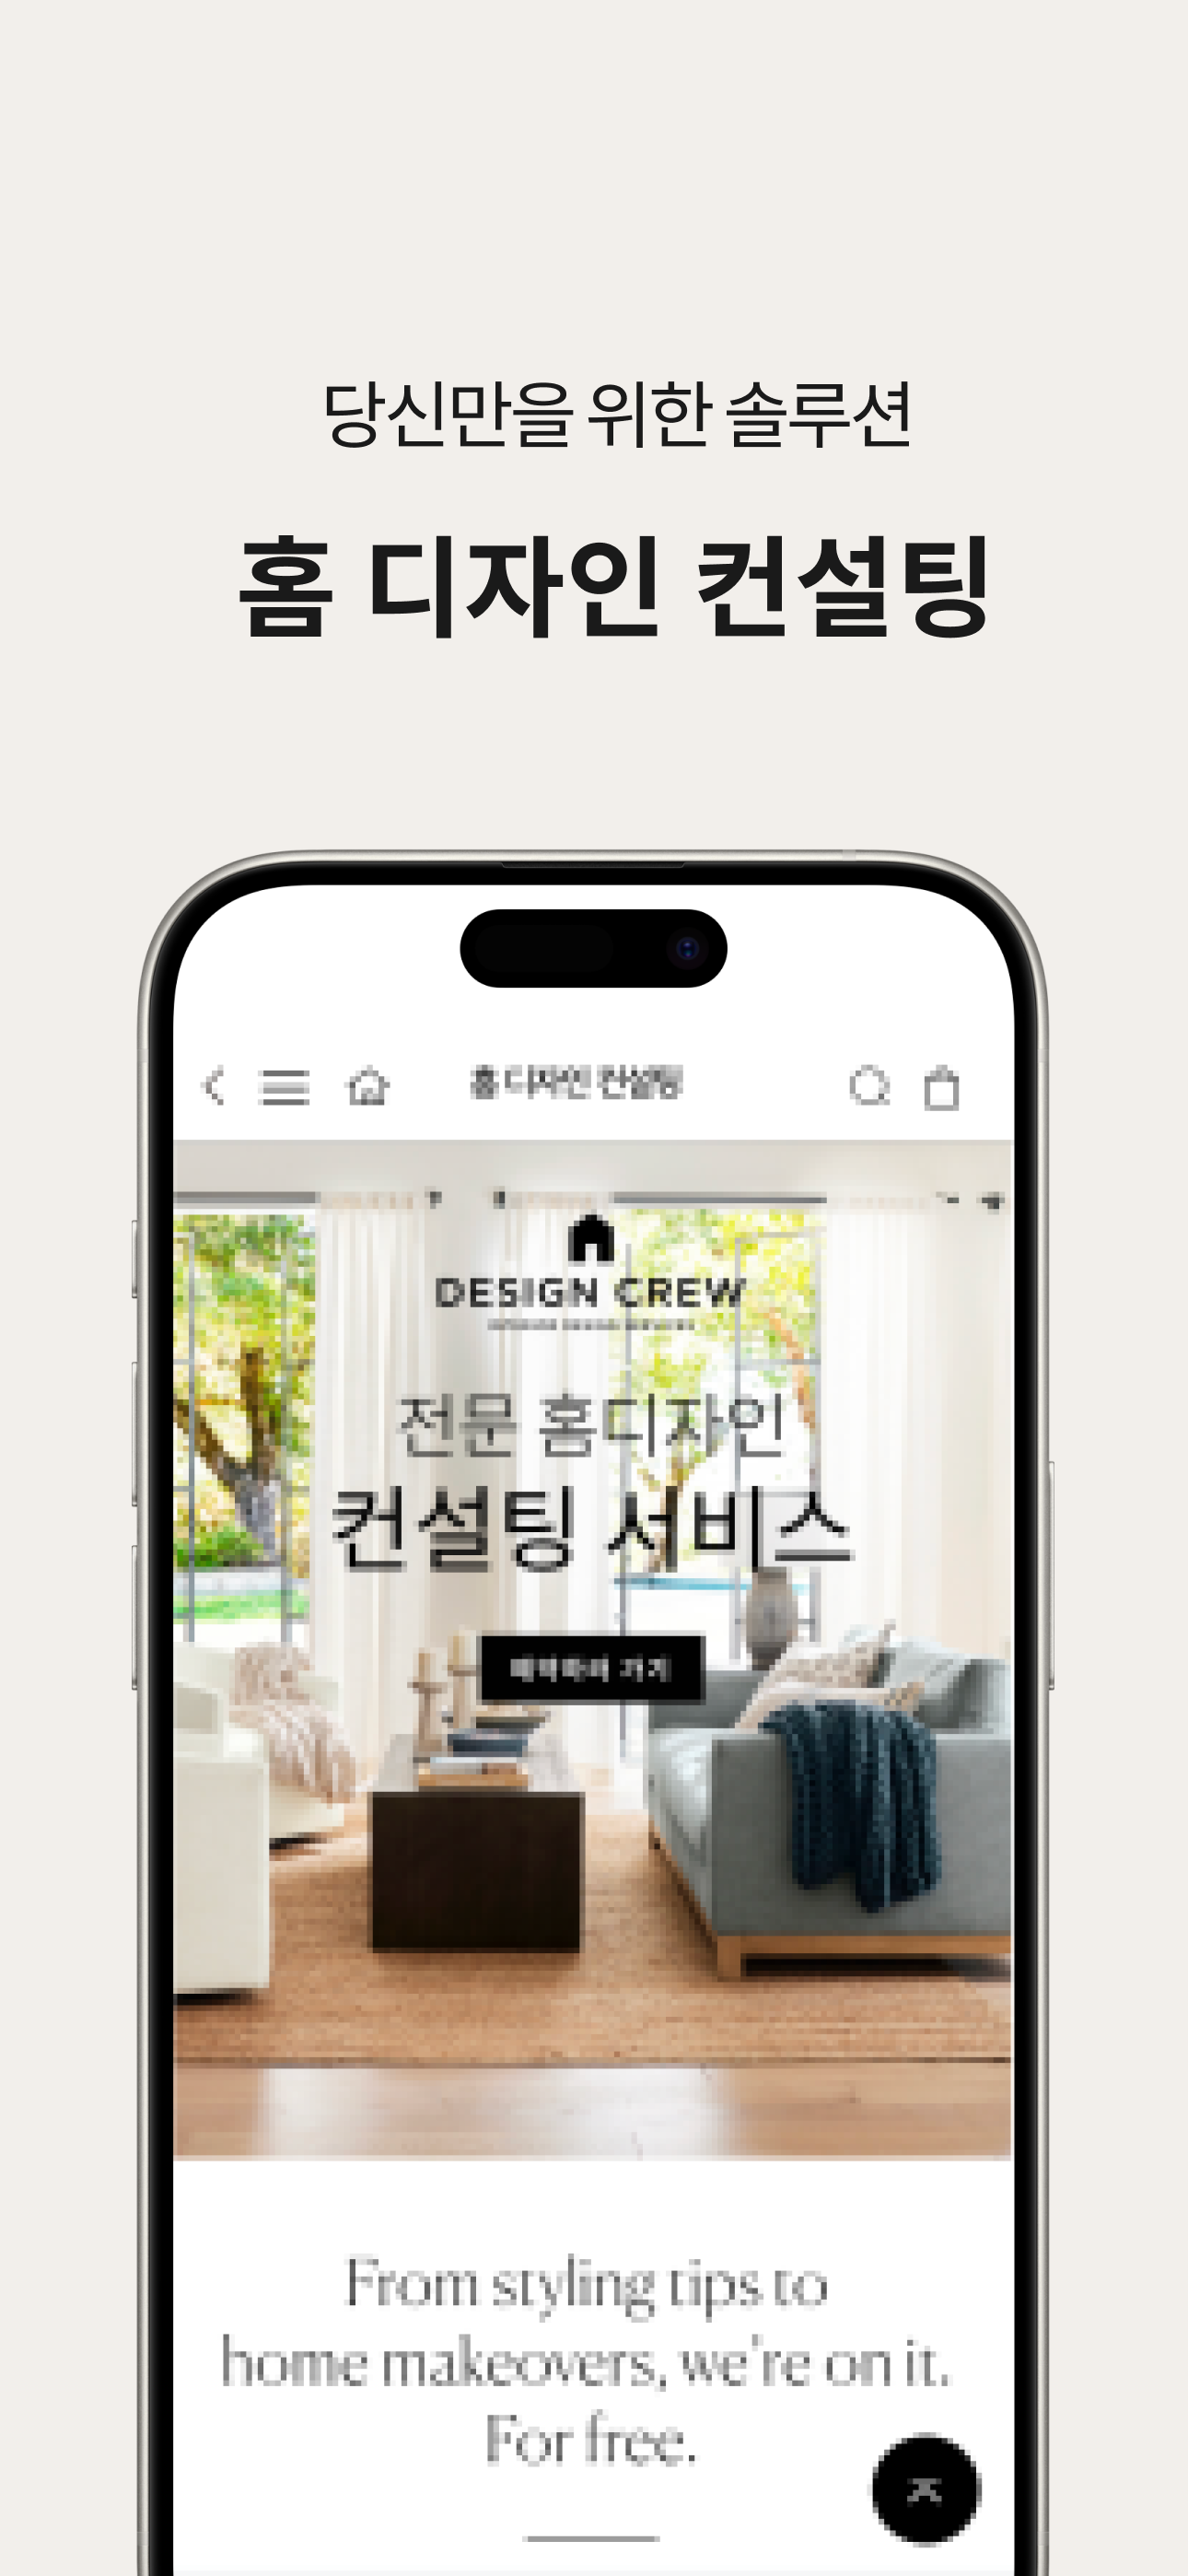 당신만을 위한 솔루션
홈 디자인 컨설팅
홈 디자인 컨설팅
DESIGN CREW
전문 홈디자인
컨설팅 서비스
From styling tips to
home makeovers, we're on it.
For free.